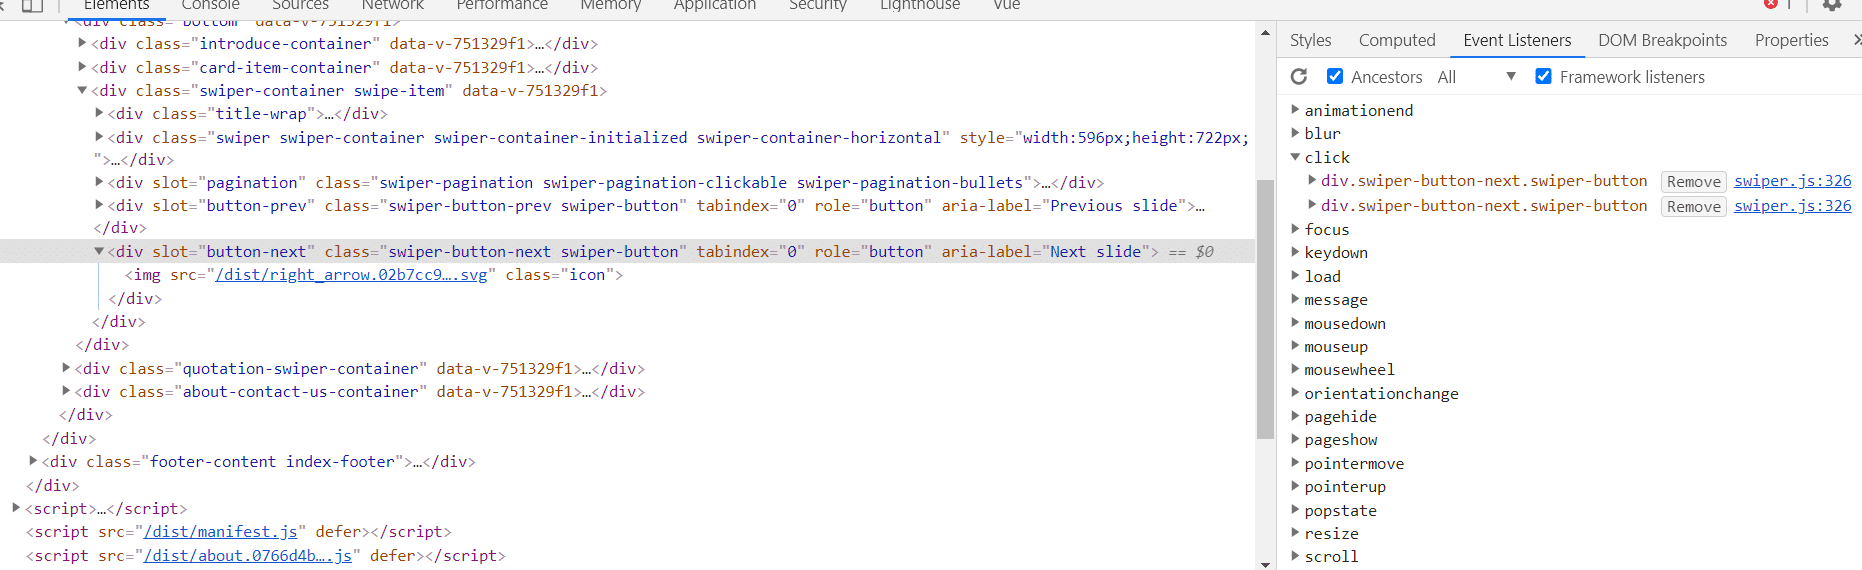 Elements Console Sources Network Performance Memory Application Security Lighthouse Vue 1
<div class="bottom" data-v-751329f1>
<div class="introduce-container" data-v-751329f1>…</div>
<div class="card-item-container" data-v-751329f1>…</div>
<div class="swiper-container swipe-item" data-v-751329f1>
<div class="title-wrap">…</div>
<div class="swiper swiper-container swiper-container-initialized swiper-container-horizontal" style="width:596px;height:722px;
">…</div>
<div slot="pagination" class="swiper-pagination swiper-pagination-clickable swiper-pagination-bullets">…</div>
<div slot="button-prev" class="swiper-button-prev swiper-button" tabindex="0" role="button" aria-label="Previous slide">…
</div>
<div slot="button-next" class="swiper-button-next swiper-button" tabindex="0" role="button" aria-label="Next slide"> == $0
<img src="/dist/right_arrow.02b7cc9….svg" class="icon">
</div>
</div>
</div>
<div class="quotation-swiper-container" data-v-751329f1>…</div>
<div class="about-contact-us-container" data-v-751329f1>…</div>
</div>
</div>
<div class="footer-content index-footer">…</div>
</div>
<script>…</script>
<script src="/dist/manifest.js" defer></script>
<script src="/dist/about.0766d4b….js" defer></script>
Styles Computed Event Listeners DOM Breakpoints Properties »
Ancestors All ▼ Framework listeners
animationend
blur
click
div.swiper-button-next.swiper-button Remove swiper.js:326
div.swiper-button-next.swiper-button Remove swiper.js:326
focus
keydown
load
message
mousedown
mouseup
mousewheel
orientationchange
pagehide
pageshow
pointermove
pointerup
popstate
resize
scroll